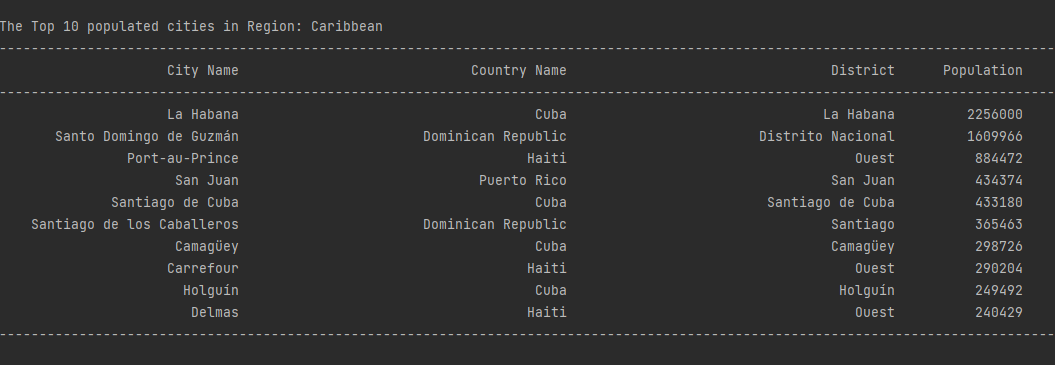 The Top 10 populated cities in Region: Caribbean
------------------------------------------------------------------------------------------------------------------------------------
City Name Country Name District Population
------------------------------------------------------------------------------------------------------------------------------------
La Habana Cuba La Habana 2256000
Santo Domingo de Guzmán Dominican Republic Distrito Nacional 1609966
Port-au-Prince Haiti Ouest 884472
San Juan Puerto Rico San Juan 434374
Santiago de Cuba Cuba Santiago de Cuba 433180
Santiago de los Caballeros Dominican Republic Santiago 365463
Camagüey Cuba Camagüey 298726
Carrefour Haiti Ouest 290204
Holguín Cuba Holguín 249492
Delmas Haiti Ouest 240429
------------------------------------------------------------------------------------------------------------------------------------